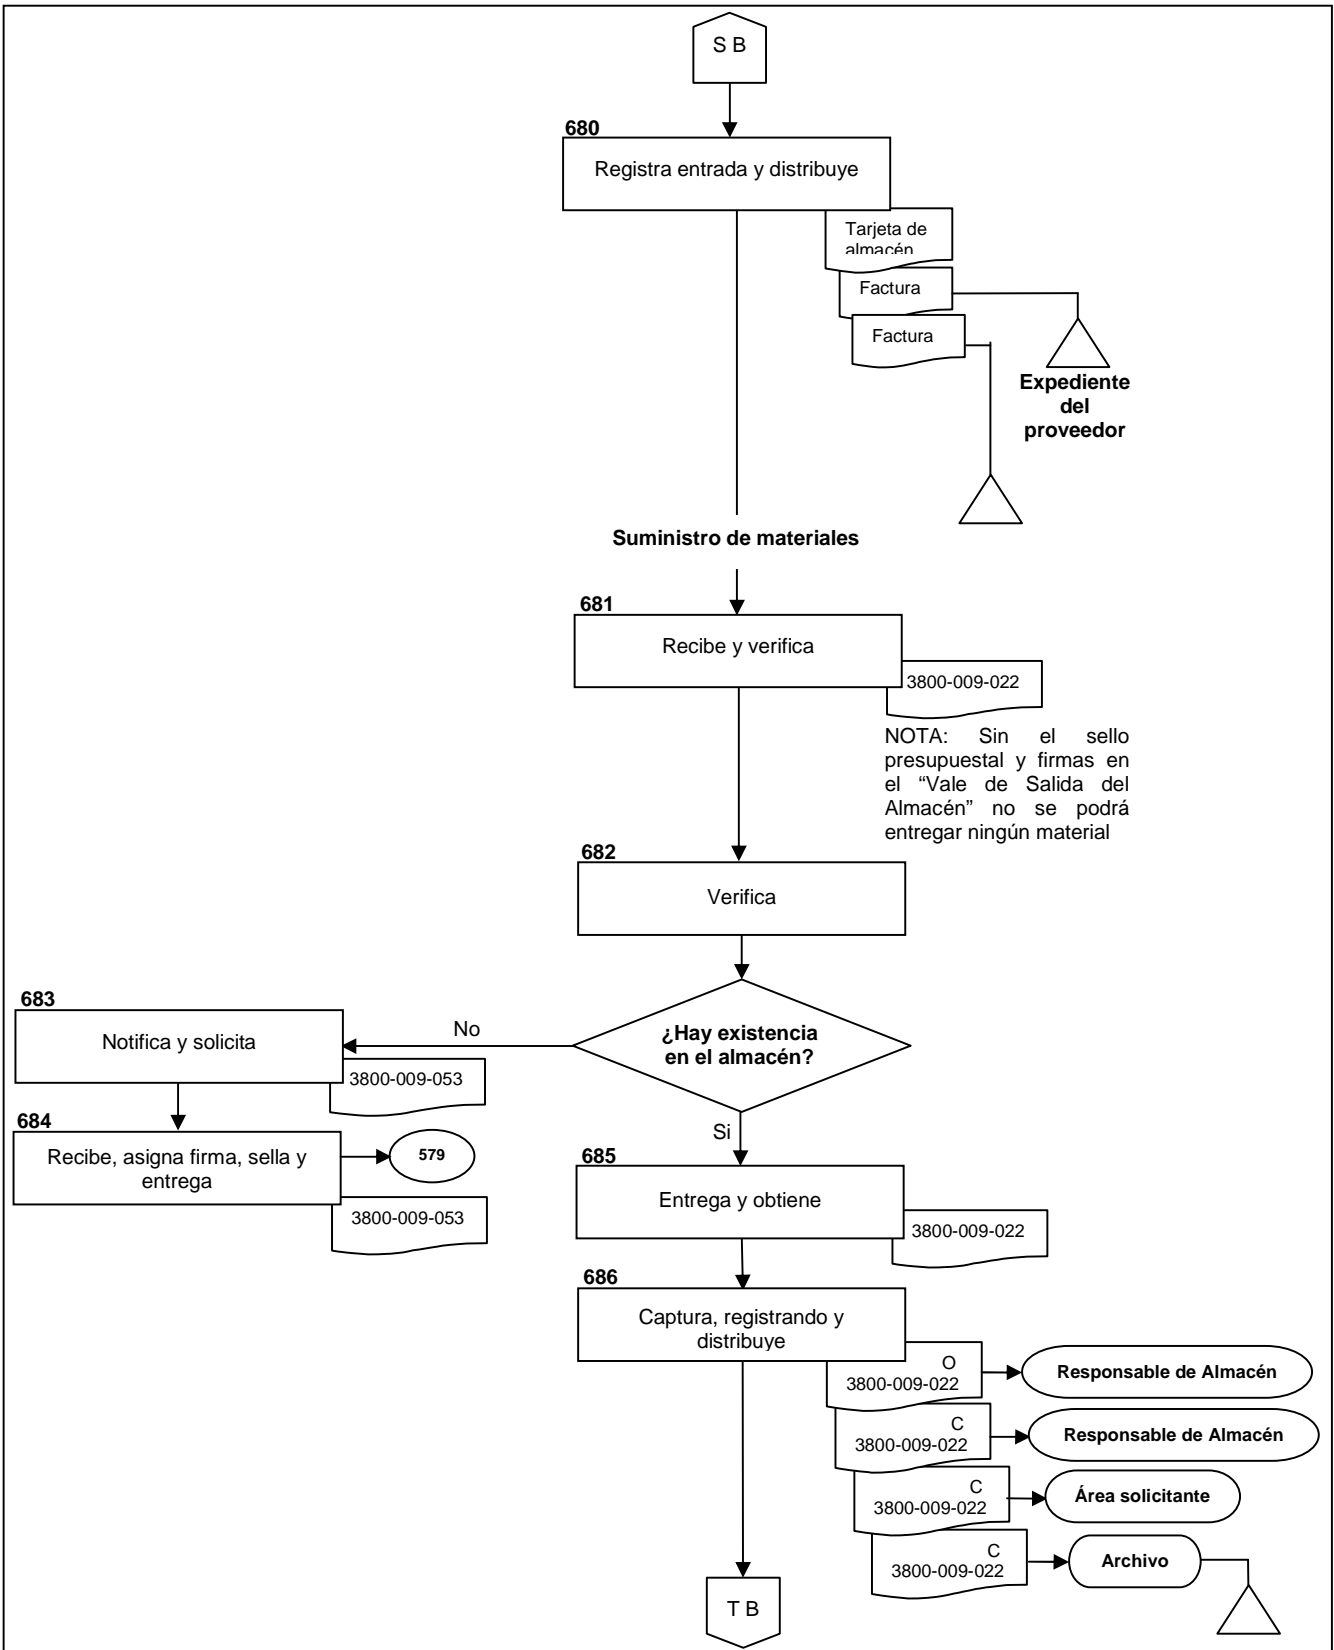 S B
680
Registra entrada y distribuye
Tarjeta de
almacén
Factura
Factura
Expediente
del
proveedor
Suministro de materiales
681
Recibe y verifica
3800-009-022
NOTA: Sin el sello
presupuestal y firmas en
el “Vale de Salida del
Almacén” no se podrá
entregar ningún material
682
Verifica
683
Notifica y solicita
No
¿Hay existencia
en el almacén?
3800-009-053
684
Recibe, asigna firma, sella y
entrega
579
3800-009-053
Si
685
Entrega y obtiene
3800-009-022
686
Captura, registrando y
distribuye
O
3800-009-022
Responsable de Almacén
C
3800-009-022
Responsable de Almacén
C
3800-009-022
Área solicitante
C
3800-009-022
Archivo
T B